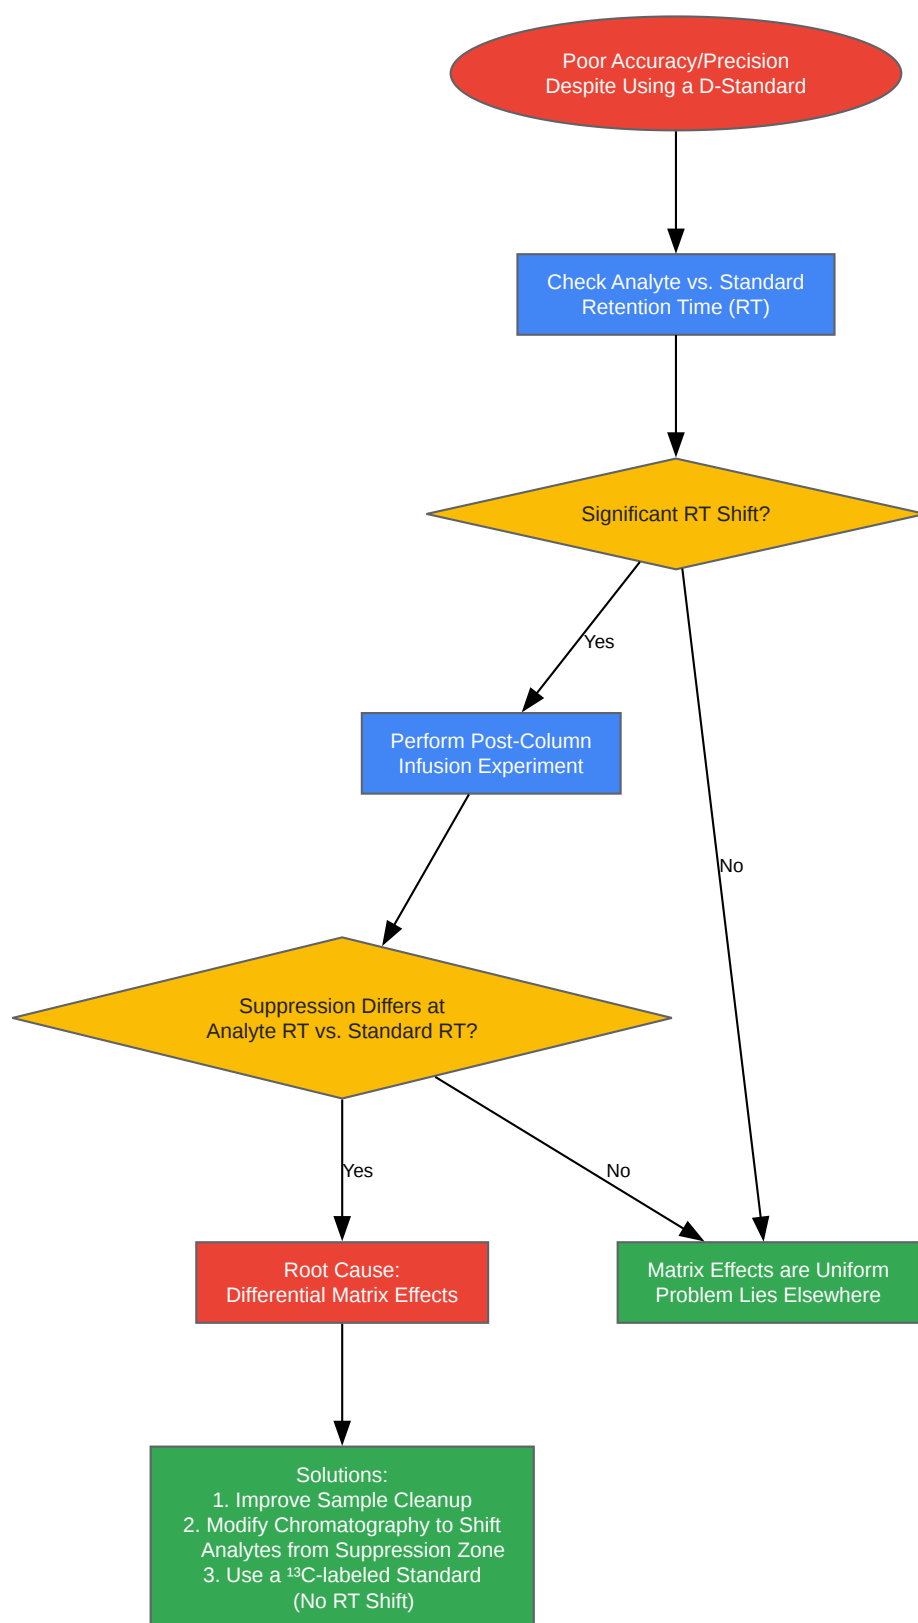 Poor Accuracy/Precision
Despite Using a D-Standard
Check Analyte vs. Standard
Retention Time (RT)
Significant RT Shift?
Yes
Perform Post-Column
Infusion Experiment
No
Suppression Differs at
Analyte RT vs. Standard RT?
Yes
No
Root Cause:
Differential Matrix Effects
Matrix Effects are Uniform
Problem Lies Elsewhere
Solutions:
1. Improve Sample Cleanup
2. Modify Chromatography to Shift
Analytes from Suppression Zone
3. Use a ¹³C-labeled Standard
(No RT Shift)